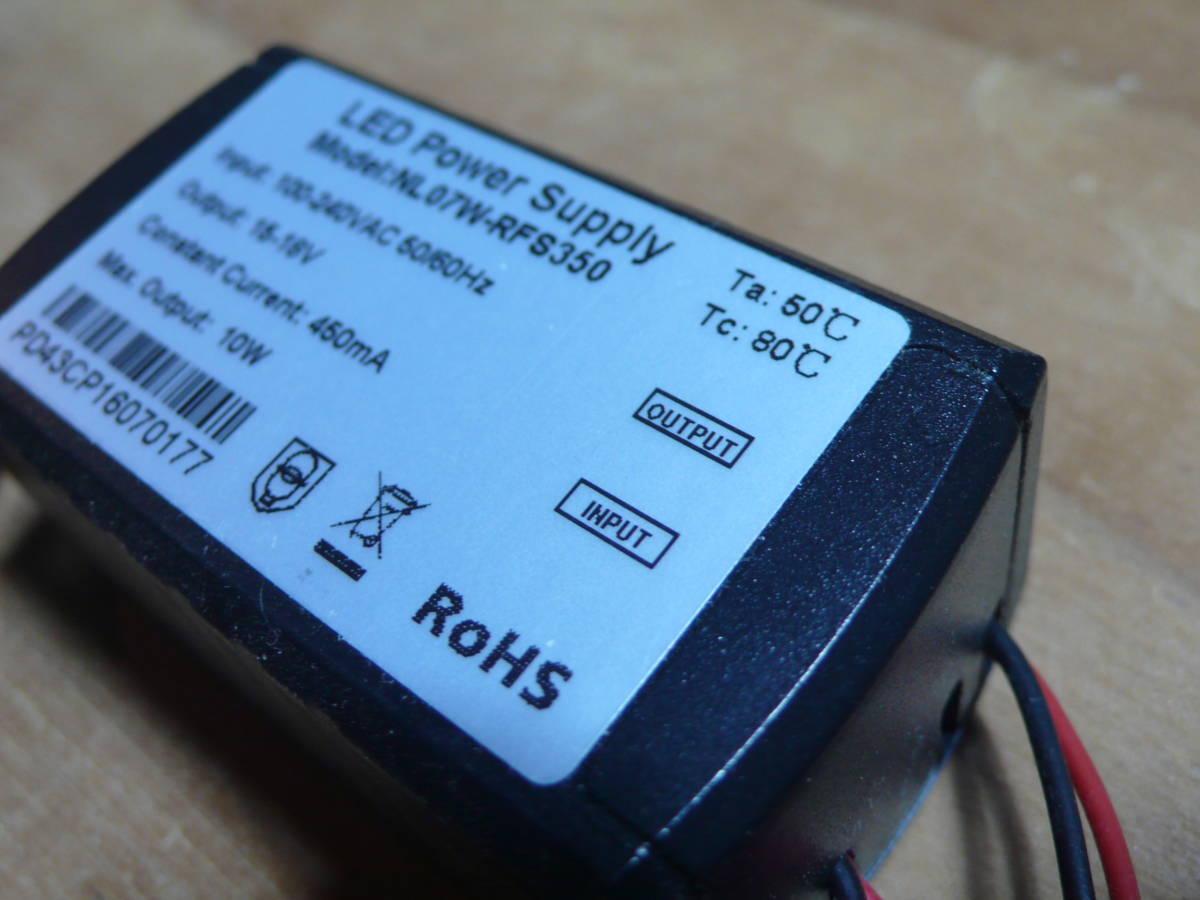 LED Power Supply
Model:NL07W-RFS350
Input: 100-240VAC 50/60Hz
Output: 15-16V
Constant Current: 450mA
Max. Output: 10W
PD43CP16070177
Ta: 50℃
Tc: 80℃
OUTPUT
INPUT
RoHS